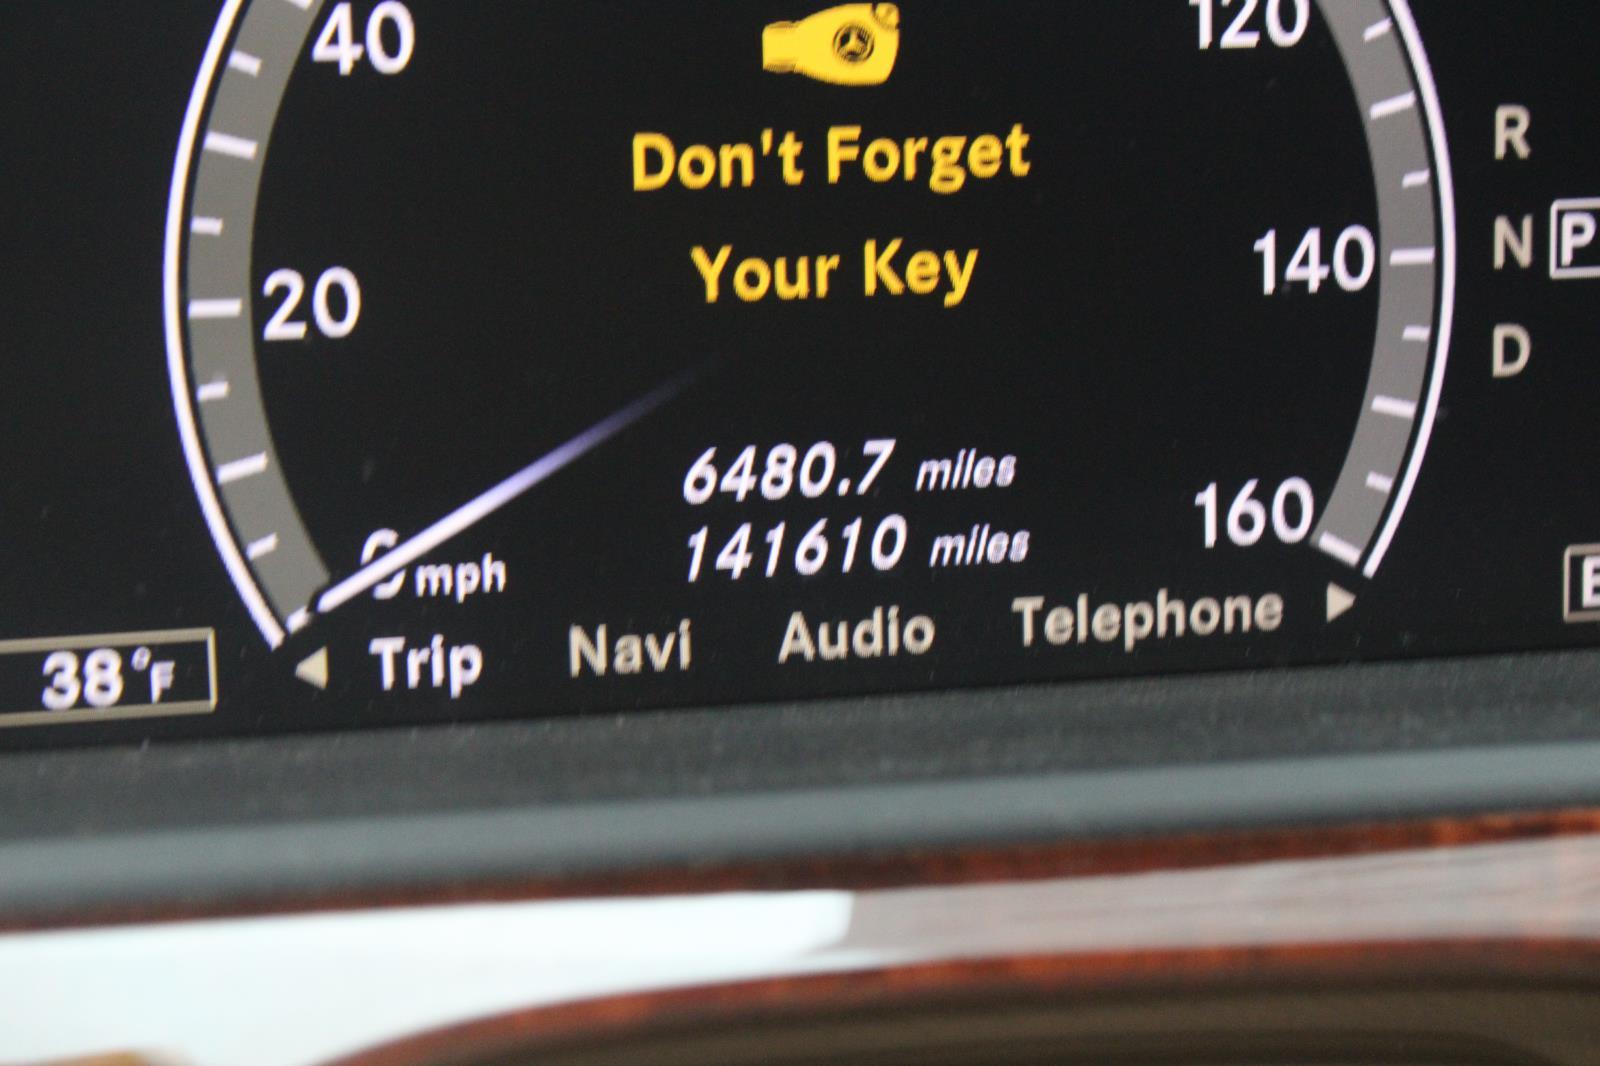 40
120
Don't Forget
R
Your Key
N
P
140
20
D
6480.7 miles
160
141610 miles
mph
38°F
Trip Navi Audio Telephone